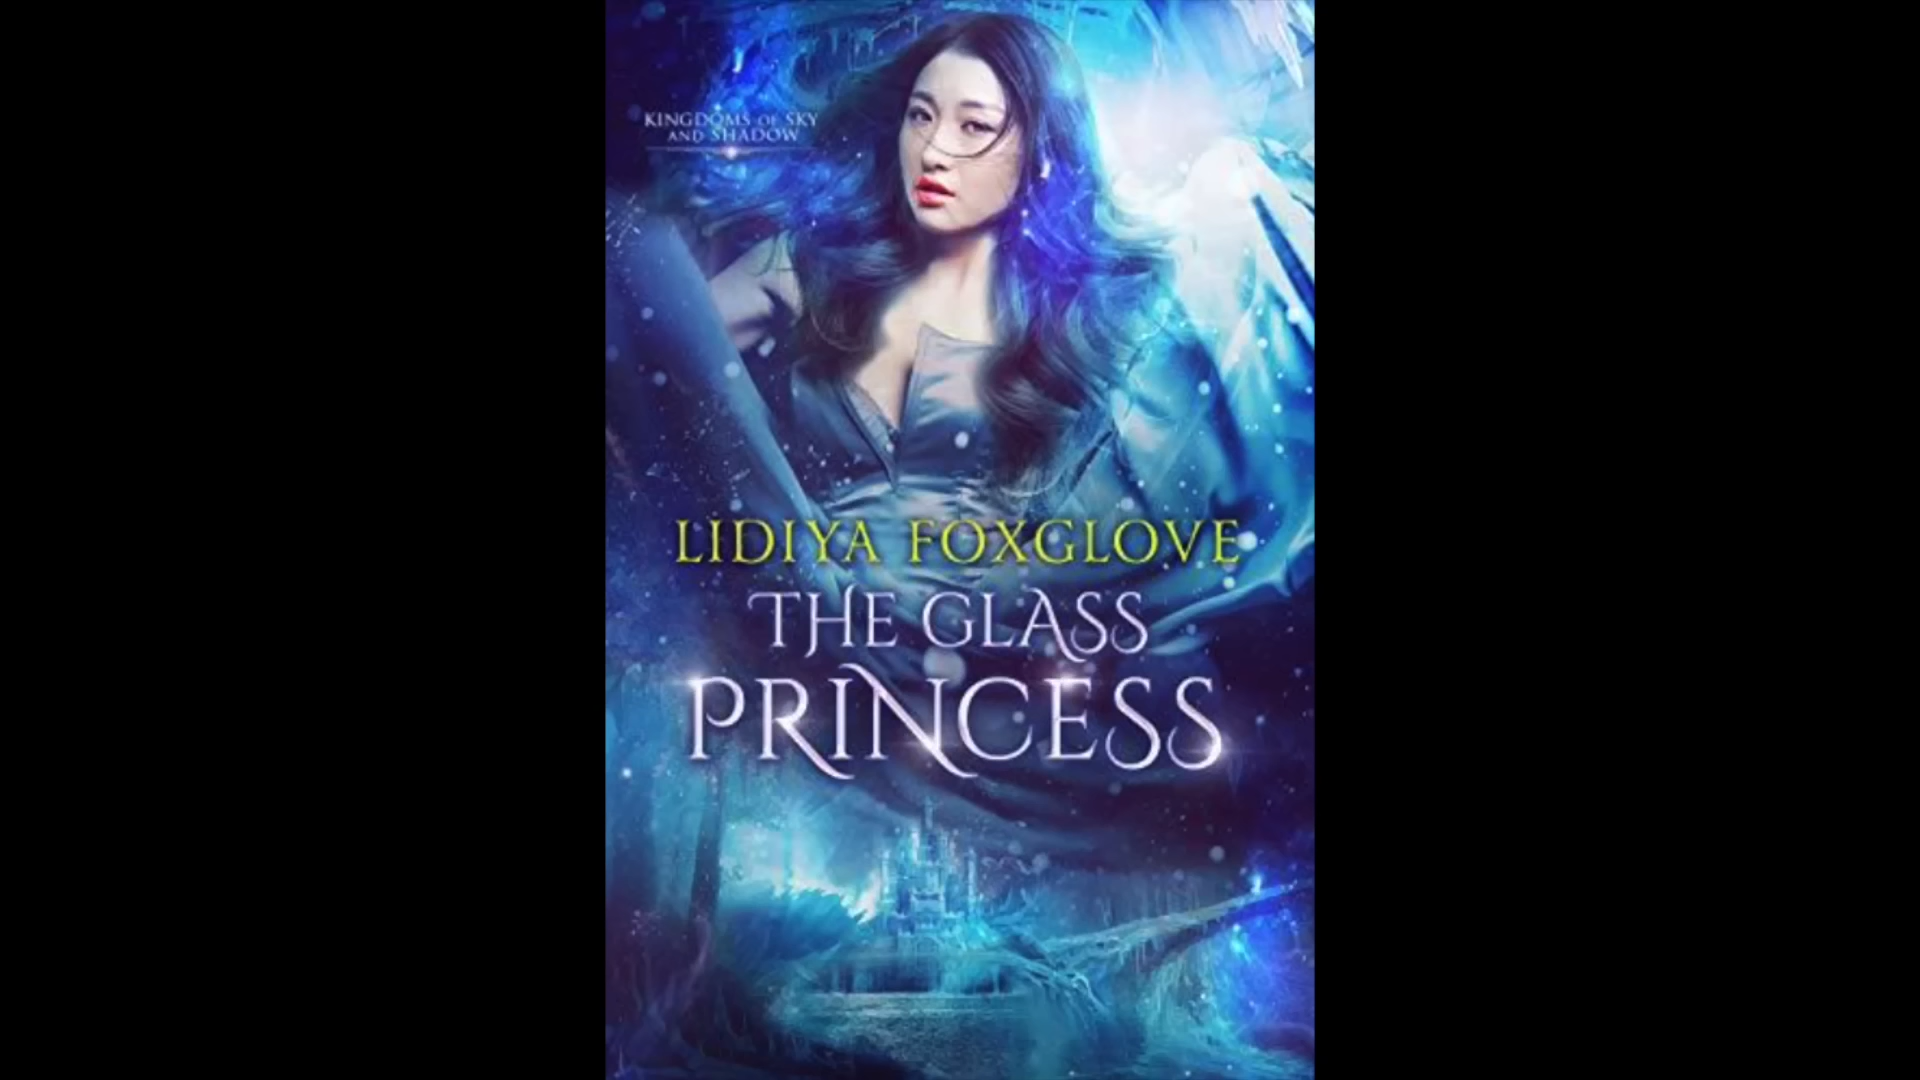 KINGDOMS OF SKY
AND SHADOW
LIDIYA FOXGLOVE
THE GLASS
PRINCESS